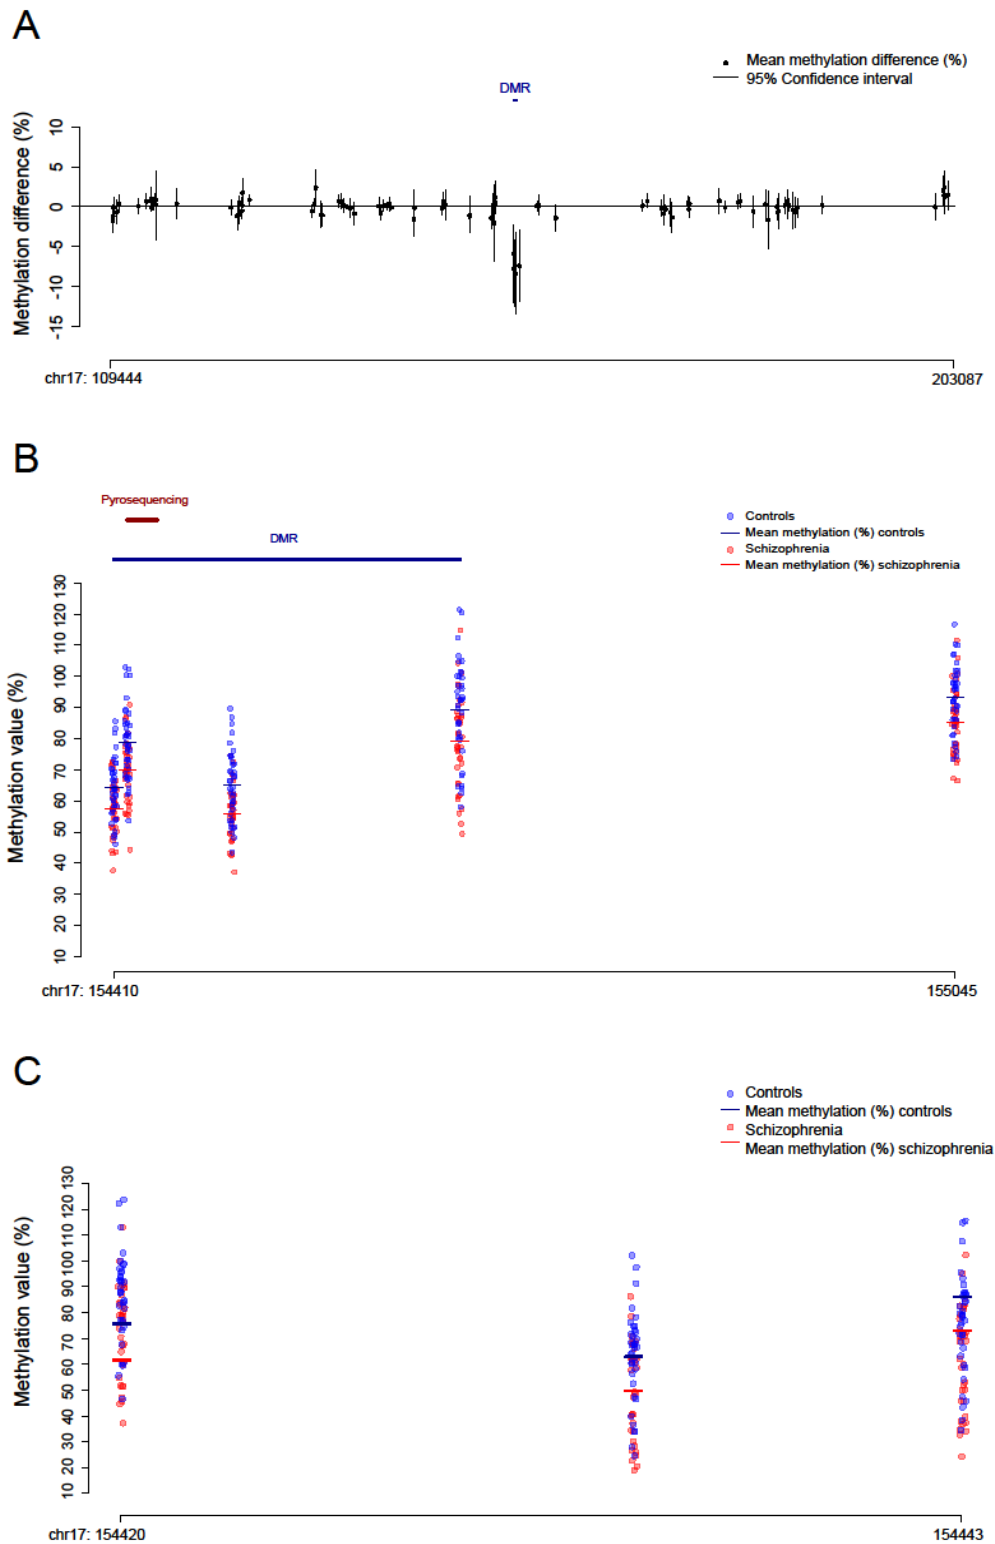 A
Mean methylation difference (%)
95% Confidence interval
DMR
Methylation difference (%)
10
5
0
-5
-10
-15
chr17: 109444
203087
B
Pyrosequencing
DMR
Controls
Mean methylation (%) controls
Schizophrenia
Mean methylation (%) schizophrenia
Methylation value (%)
130
120
110
100
90
80
70
60
50
40
30
20
10
chr17: 154410
155045
C
Controls
Mean methylation (%) controls
Schizophrenia
Mean methylation (%) schizophrenia
Methylation value (%)
130
120
110
100
90
80
70
60
50
40
30
20
10
chr17: 154420
154443